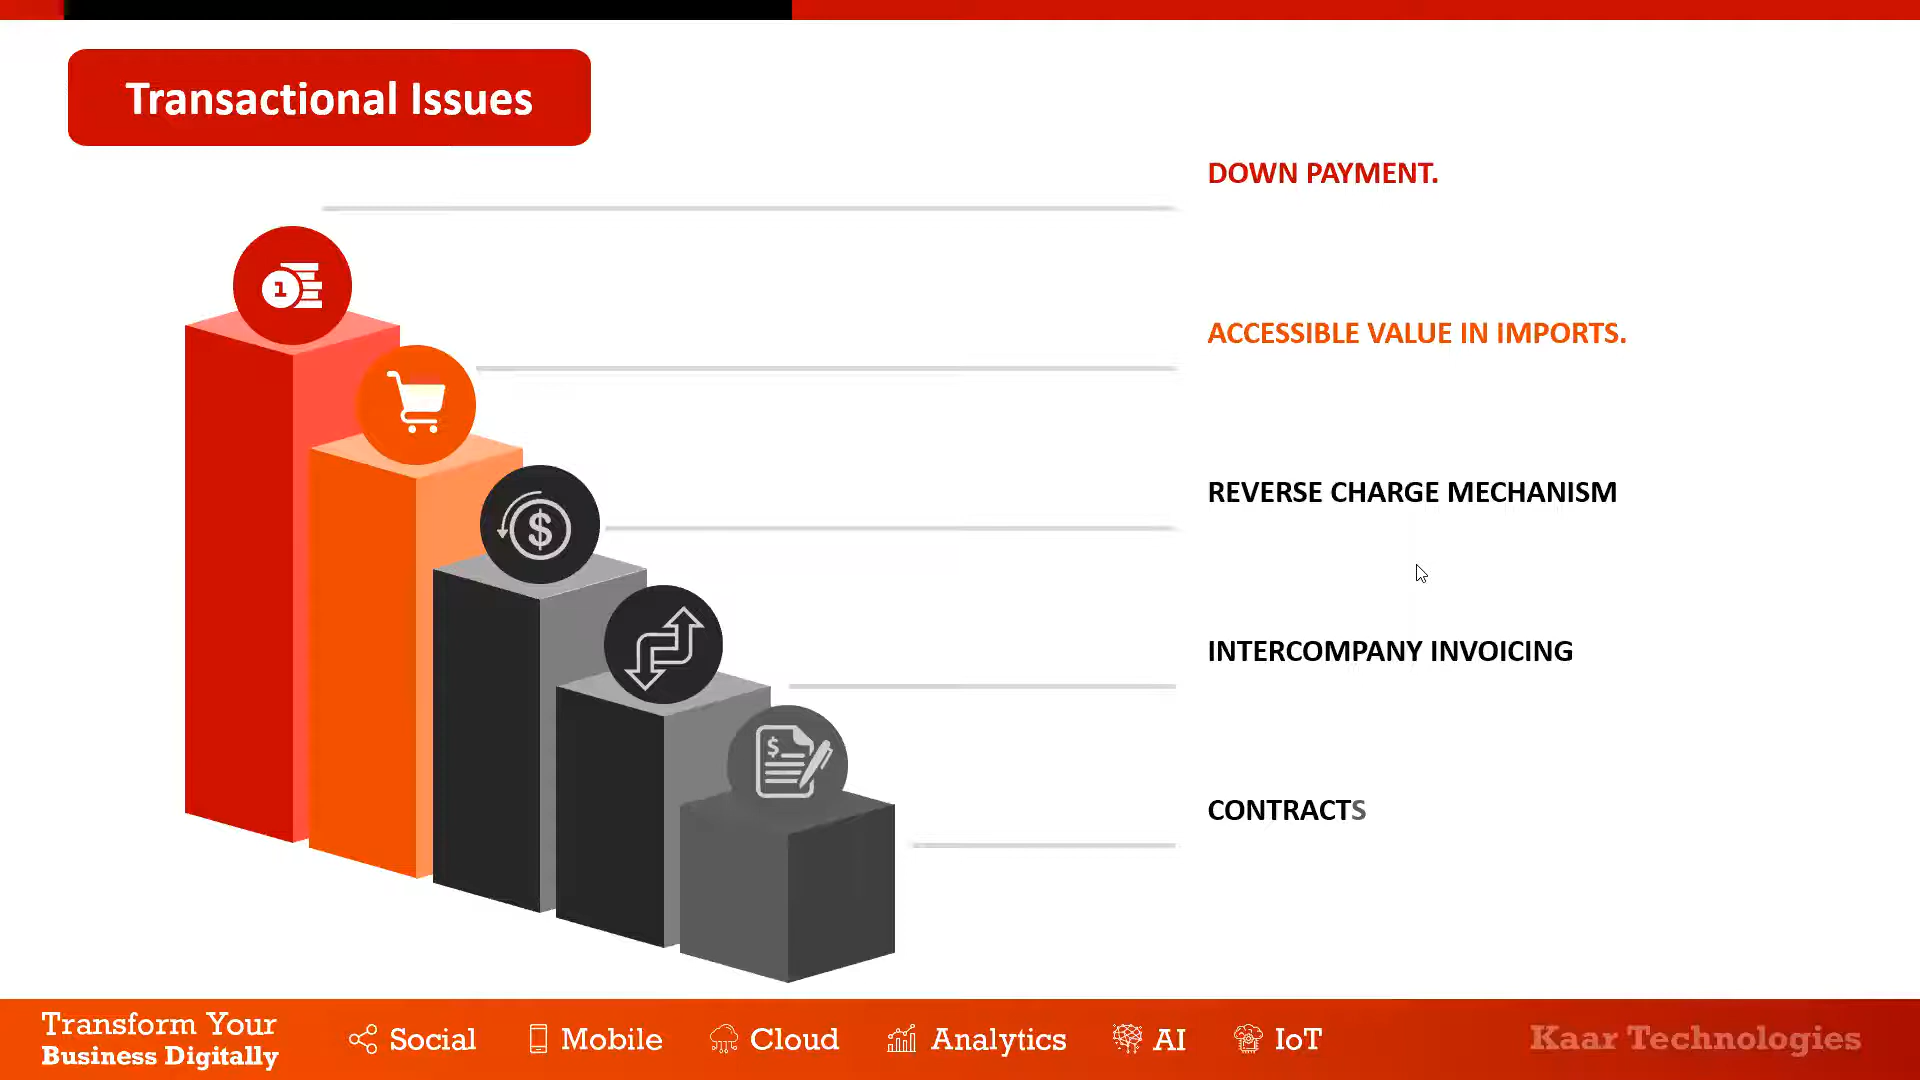 Transactional Issues
DOWN PAYMENT.
1
ACCESSIBLE VALUE IN IMPORTS.
$
REVERSE CHARGE MECHANISM
INTERCOMPANY INVOICING
$
CONTRACTS
Transform Your
Business Digitally
Social
Mobile
Cloud
Analytics
AI
IoT
Kaar Technologies